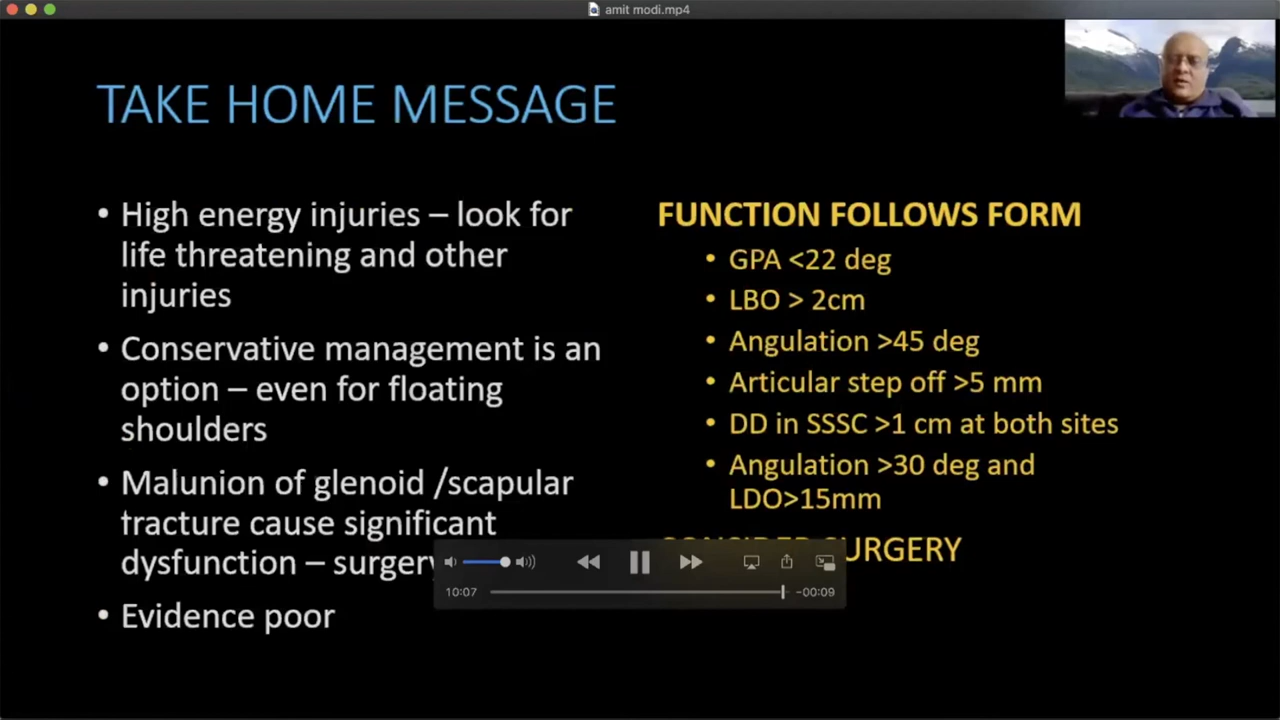 amit modi.mp4
TAKE HOME MESSAGE
• High energy injuries – look for
life threatening and other
injuries
• Conservative management is an
option – even for floating
shoulders
• Malunion of glenoid /scapular
tracture cause significant
dysfunction – surgery
• Evidence poor
FUNCTION FOLLOWS FORM
• GPA <22 deg
• LBO > 2cm
• Angulation >45 deg
• Articular step off >5 mm
• DD in SSSC >1 cm at both sites
• Angulation >30 deg and
LDO>15mm
CONSIDER SURGERY
10:07
-00:09